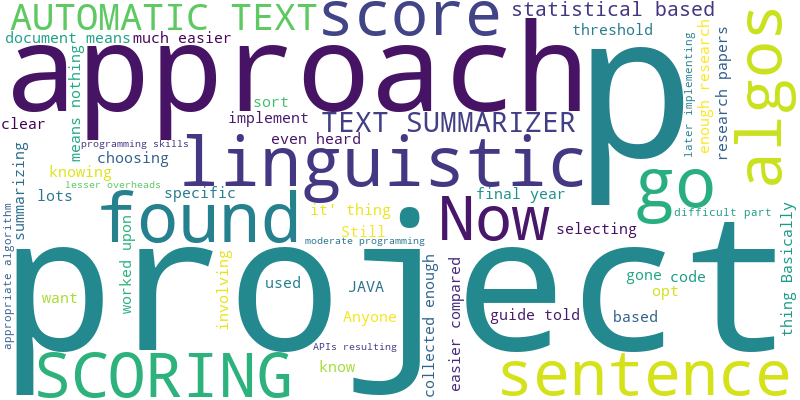 AUTOMATIC TEXT
score
statistical based
document means
much easier
threshold
approach
p
algos
means nothing
sort
implement
TEXT SUMMARIZER
later implementing
enough research
research papers
clear
programming skills
even heard
choosing
linguistic
knowing
lesser overheads
lots
specific
final year
go
summarizing
found
it' thing
Still
moderate programming
Now
selecting
difficult part
appropriate algorithm
worked upon
involving
project
want
used
JAVA
Anyone
APIs resulting
know
collected enough
easier compared
guide told
based
gone
code
opt
thing Basically
SCORING
sentence